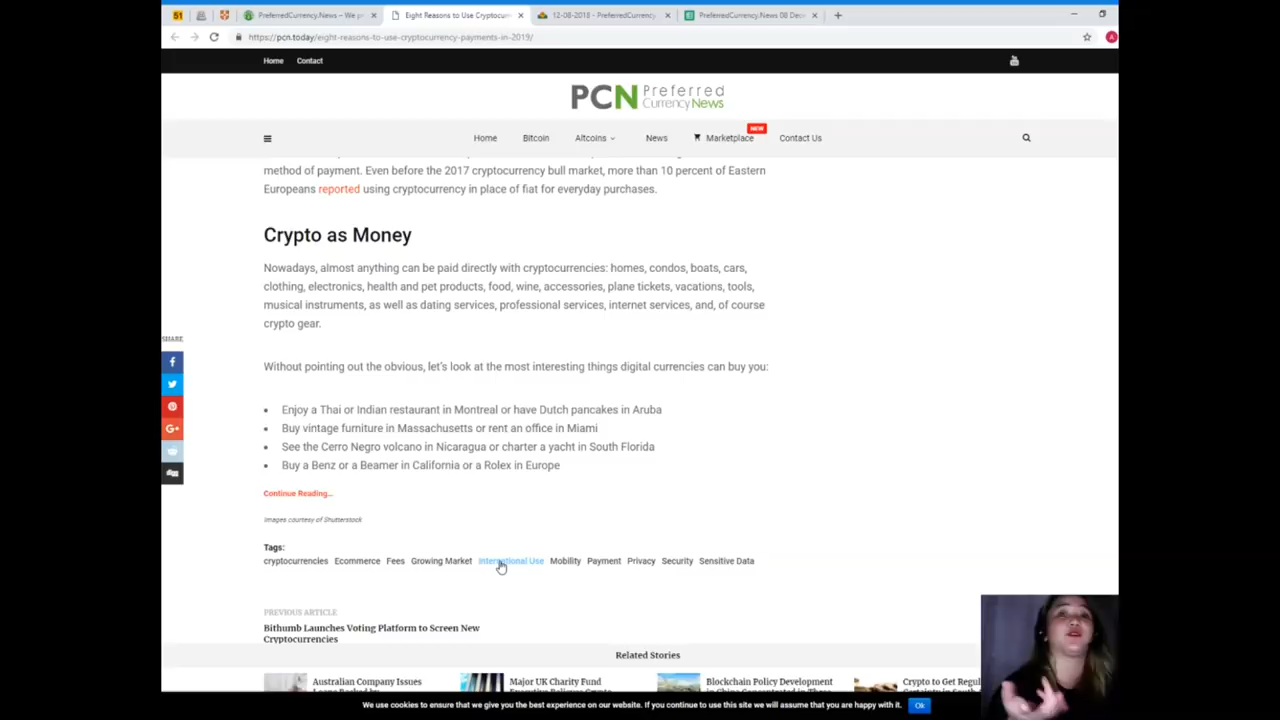 51
PreferredCurrency.News – We pr
Eight Reasons to Use Cryptocurr
12-08-2018 - PreferredCurrency
PreferredCurrency.News 08 Dec
https://pcn.today/eight-reasons-to-use-cryptocurrency-payments-in-2019/
A
Home Contact
PCN Preferred Currency News
NEW
Home Bitcoin Altcoins News Marketplace Contact Us
method of payment. Even before the 2017 cryptocurrency bull market, more than 10 percent of Eastern
Europeans reported using cryptocurrency in place of fiat for everyday purchases.
Crypto as Money
Nowadays, almost anything can be paid directly with cryptocurrencies: homes, condos, boats, cars,
clothing, electronics, health and pet products, food, wine, accessories, plane tickets, vacations, tools,
musical instruments, as well as dating services, professional services, internet services, and, of course
crypto gear.
SHARE
Without pointing out the obvious, let's look at the most interesting things digital currencies can buy you:
Enjoy a Thai or Indian restaurant in Montreal or have Dutch pancakes in Aruba
Buy vintage furniture in Massachusetts or rent an office in Miami
See the Cerro Negro volcano in Nicaragua or charter a yacht in South Florida
Buy a Benz or a Beamer in California or a Rolex in Europe
Continue Reading...
Images courtesy of Shutterstock
Tags:
cryptocurrencies Ecommerce Fees Growing Market International Use Mobility Payment Privacy Security Sensitive Data
PREVIOUS ARTICLE
Bithumb Launches Voting Platform to Screen New
Cryptocurrencies
Related Stories
Australian Company Issues
Major UK Charity Fund
Blockchain Policy Development
Crypto to Get Regul
We use cookies to ensure that we give you the best experience on our website. If you continue to use this site we will assume that you are happy with it. Ok